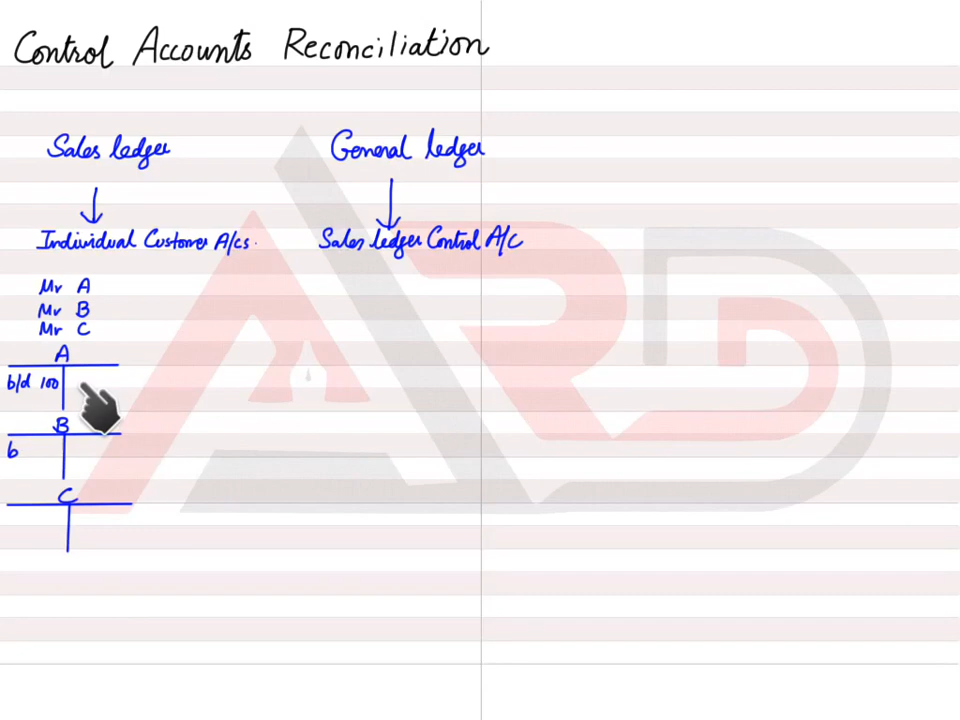 Control Accounts Reconciliation
Sales ledger
General ledger
Individual Customer A/cs.
Sales ledger Control A/C
Mr A
Mr B
Mr C
A
b/d 100
B
b
C